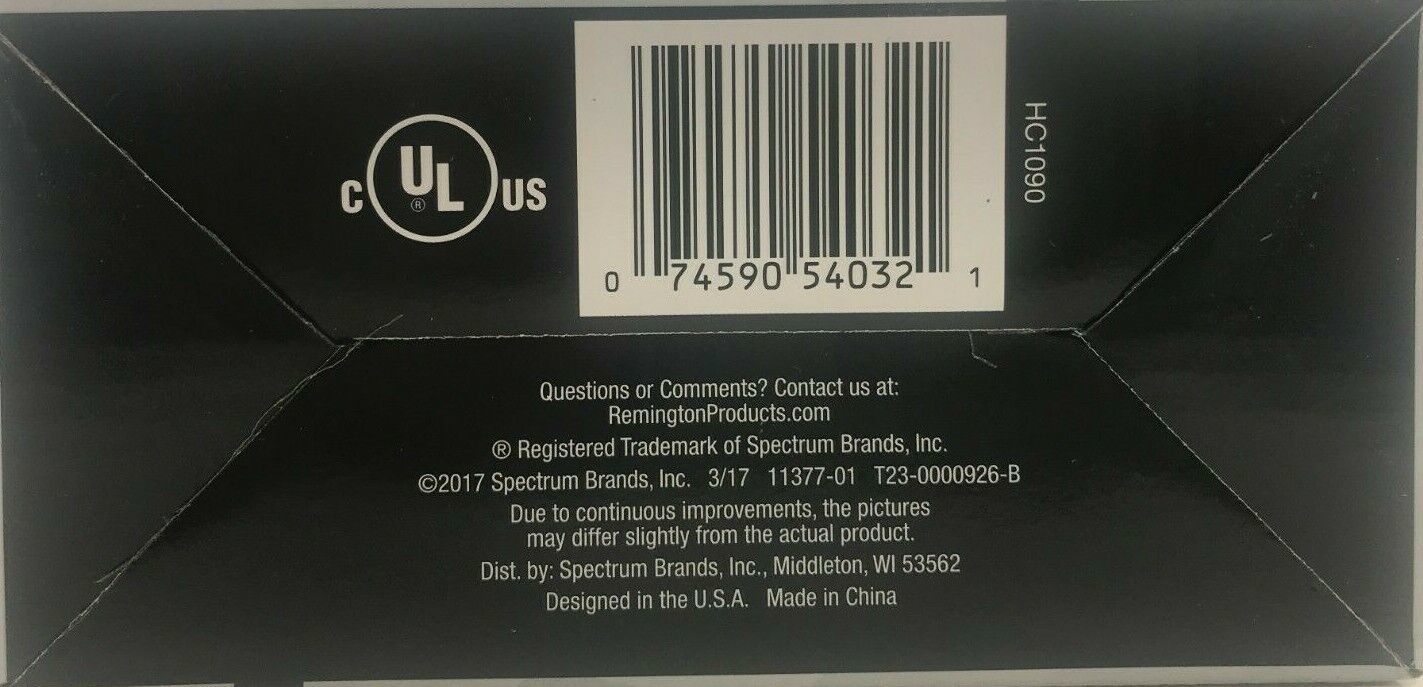 C UL® US
0 74590 54032 1
HC1090
Questions or Comments? Contact us at:
RemingtonProducts.com
® Registered Trademark of Spectrum Brands, Inc.
©2017 Spectrum Brands, Inc. 3/17 11377-01 T23-0000926-B
Due to continuous improvements, the pictures
may differ slightly from the actual product.
Dist. by: Spectrum Brands, Inc., Middleton, WI 53562
Designed in the U.S.A. Made in China